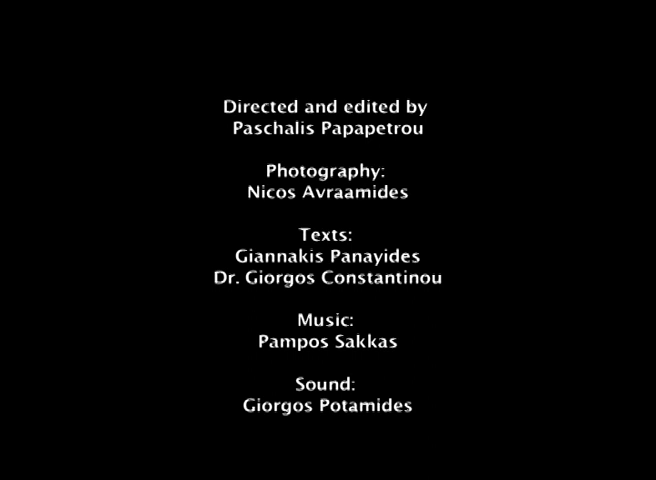 Directed and edited by
Paschalis Papapetrou
Photography:
Nicos Avraamides
Texts:
Giannakis Panayides
Dr. Giorgos Constantinou
Music:
Pampos Sakkas
Sound:
Giorgos Potamides